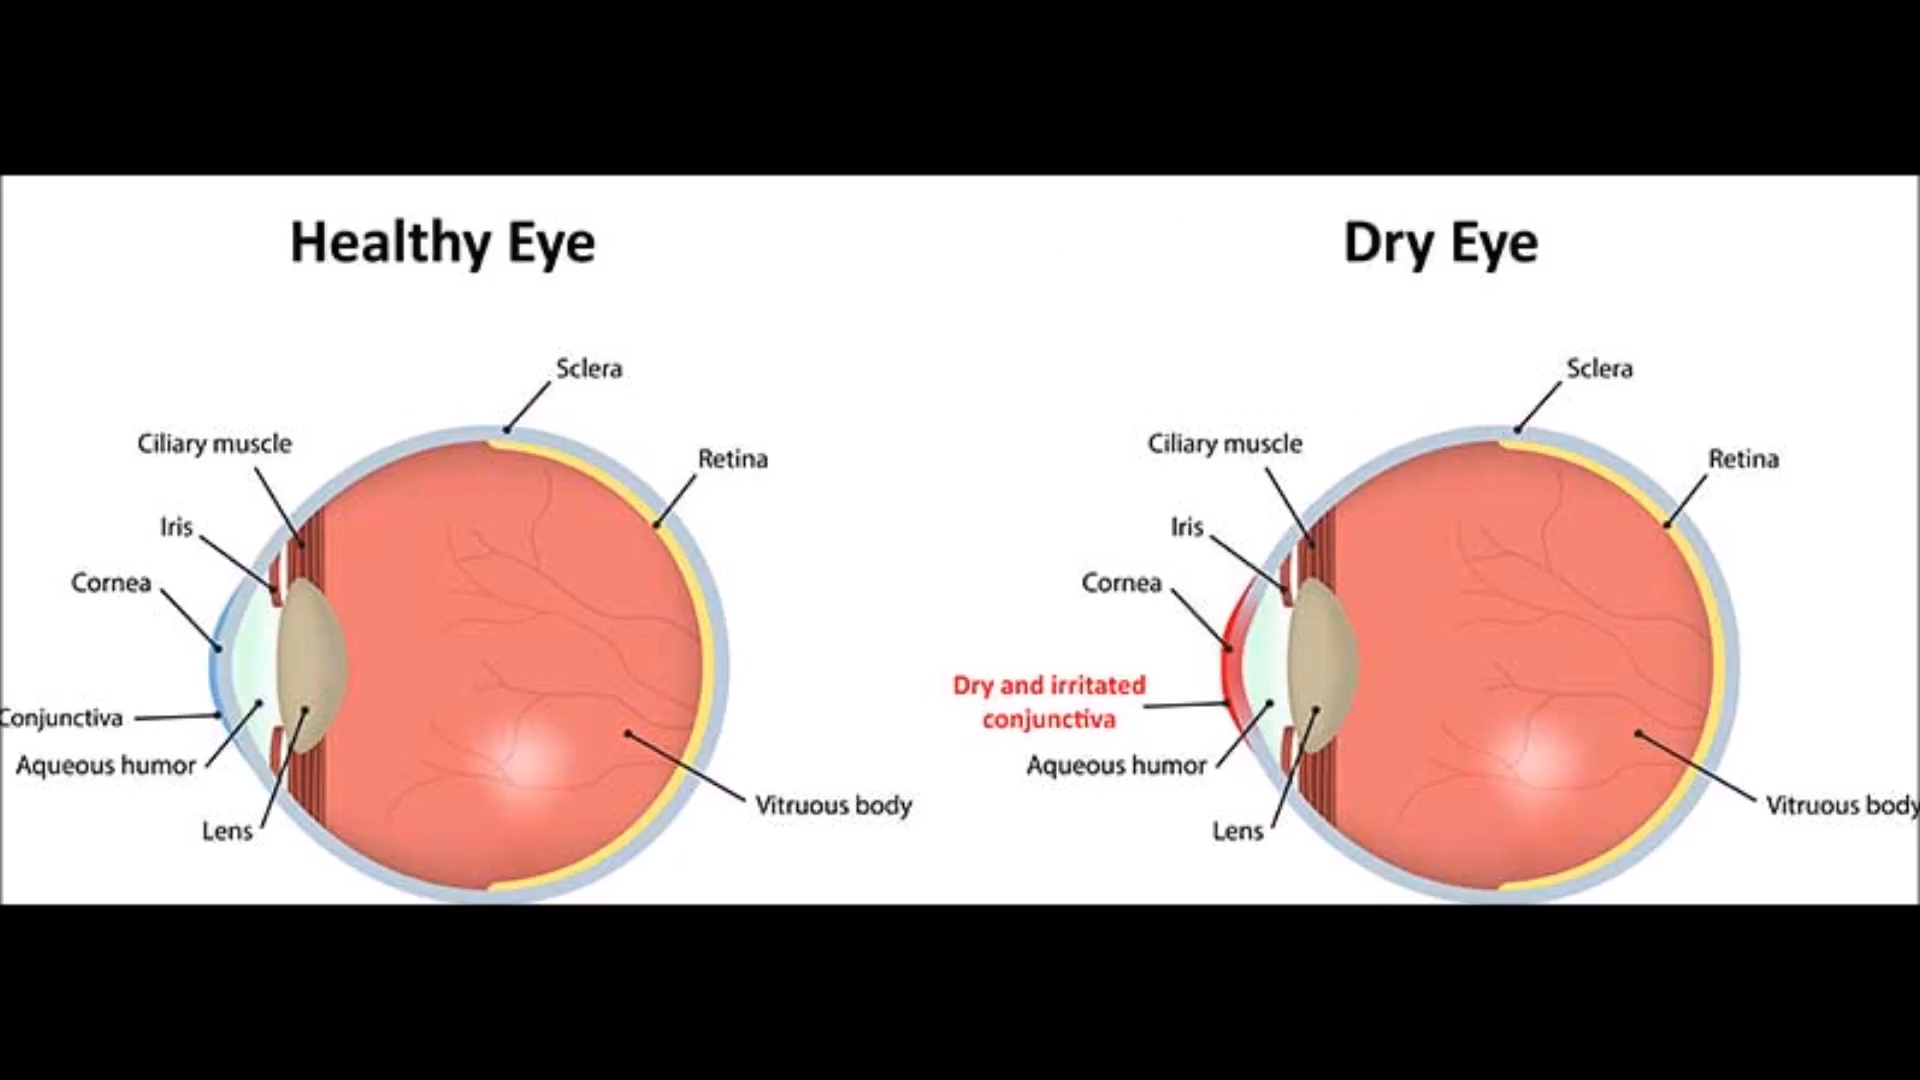 Healthy Eye
Sclera
Ciliary muscle
Retina
Iris
Cornea
Conjunctiva
Aqueous humor
Vitruous body
Lens
Dry Eye
Sclera
Ciliary muscle
Retina
Iris
Cornea
Dry and irritated
conjunctiva
Aqueous humor
Vitruous body
Lens